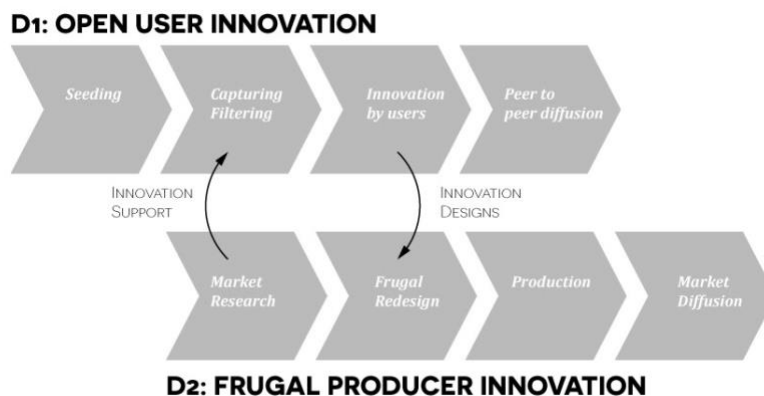 D1: OPEN USER INNOVATION
Seeding
Capturing
Filtering
Innovation
by users
Peer to
peer diffusion
INNOVATION
SUPPORT
INNOVATION
DESIGNS
Market
Research
Frugal
Redesign
Production
Market
Diffusion
D2: FRUGAL PRODUCER INNOVATION